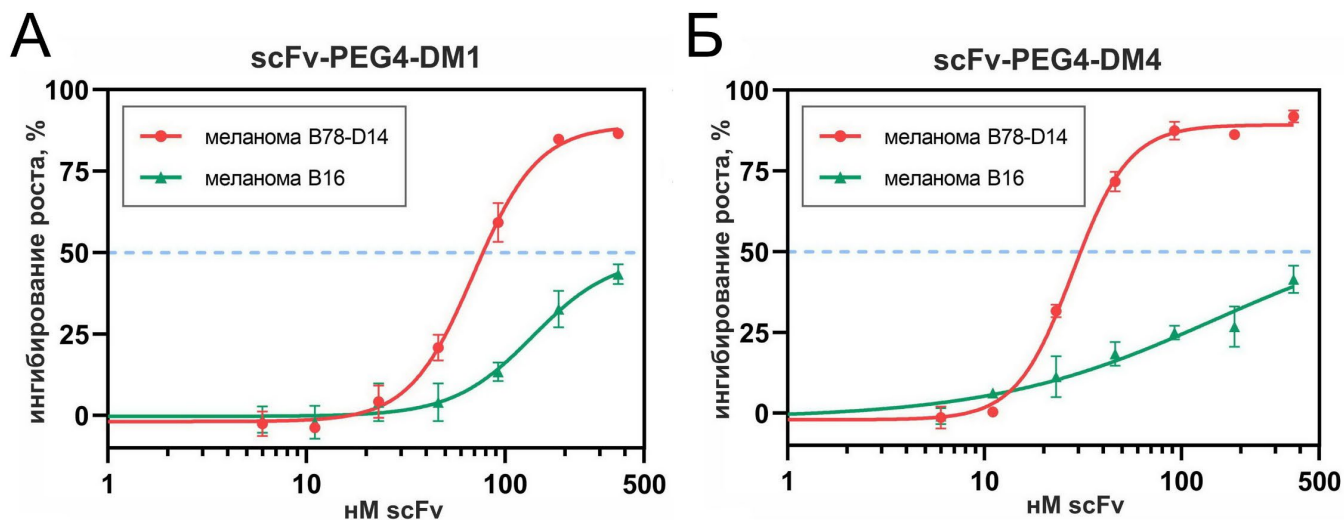 А
scFv-PEG4-DM1
ингибирование роста, %
100
75
50
25
0
меланома B78-D14
меланома B16
1
10
100
500
нМ scFv
Б
scFv-PEG4-DM4
ингибирование роста, %
100
75
50
25
0
меланома B78-D14
меланома B16
1
10
100
500
нМ scFv